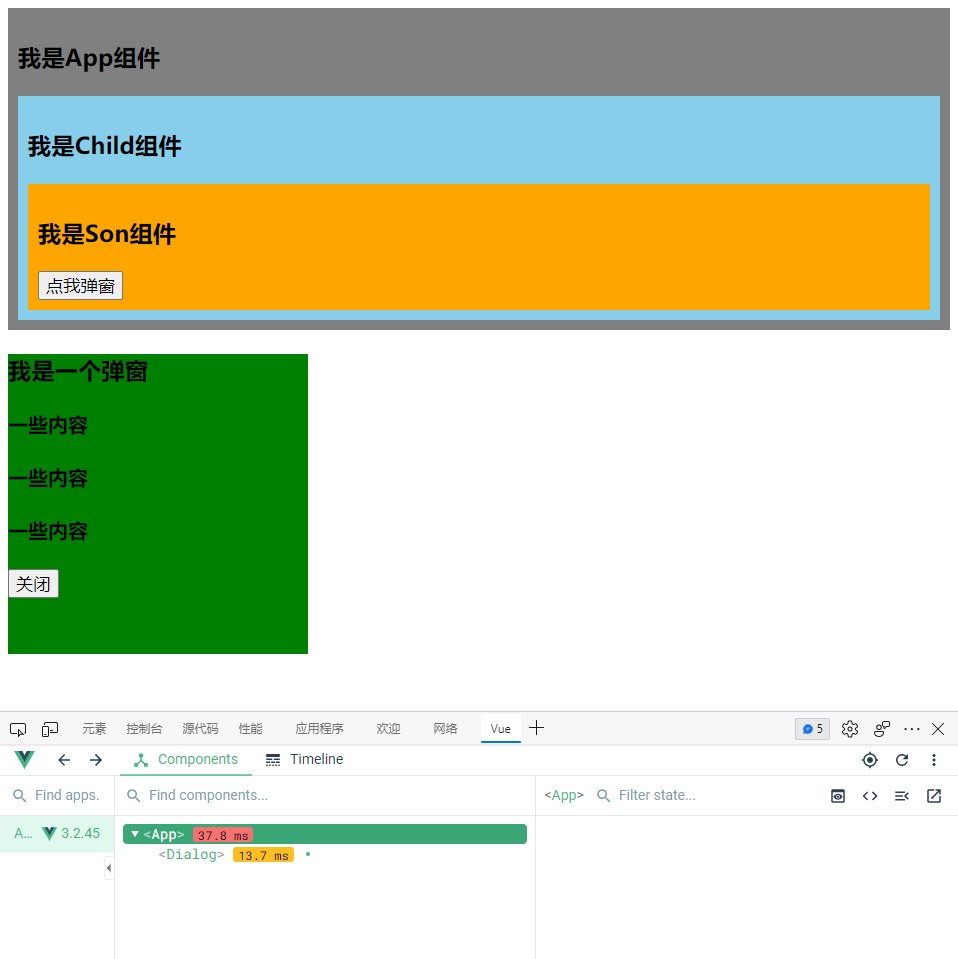 我是App组件
我是Child组件
我是Son组件
点我弹窗
我是一个弹窗
一些内容
一些内容
一些内容
关闭
元素 控制台 源代码 性能 应用程序 欢迎 网络 Vue 5
Components Timeline
Find apps. Find components... <App> Filter state...
A... 3.2.45 <App> 37.8 ms
<Dialog> 13.7 ms